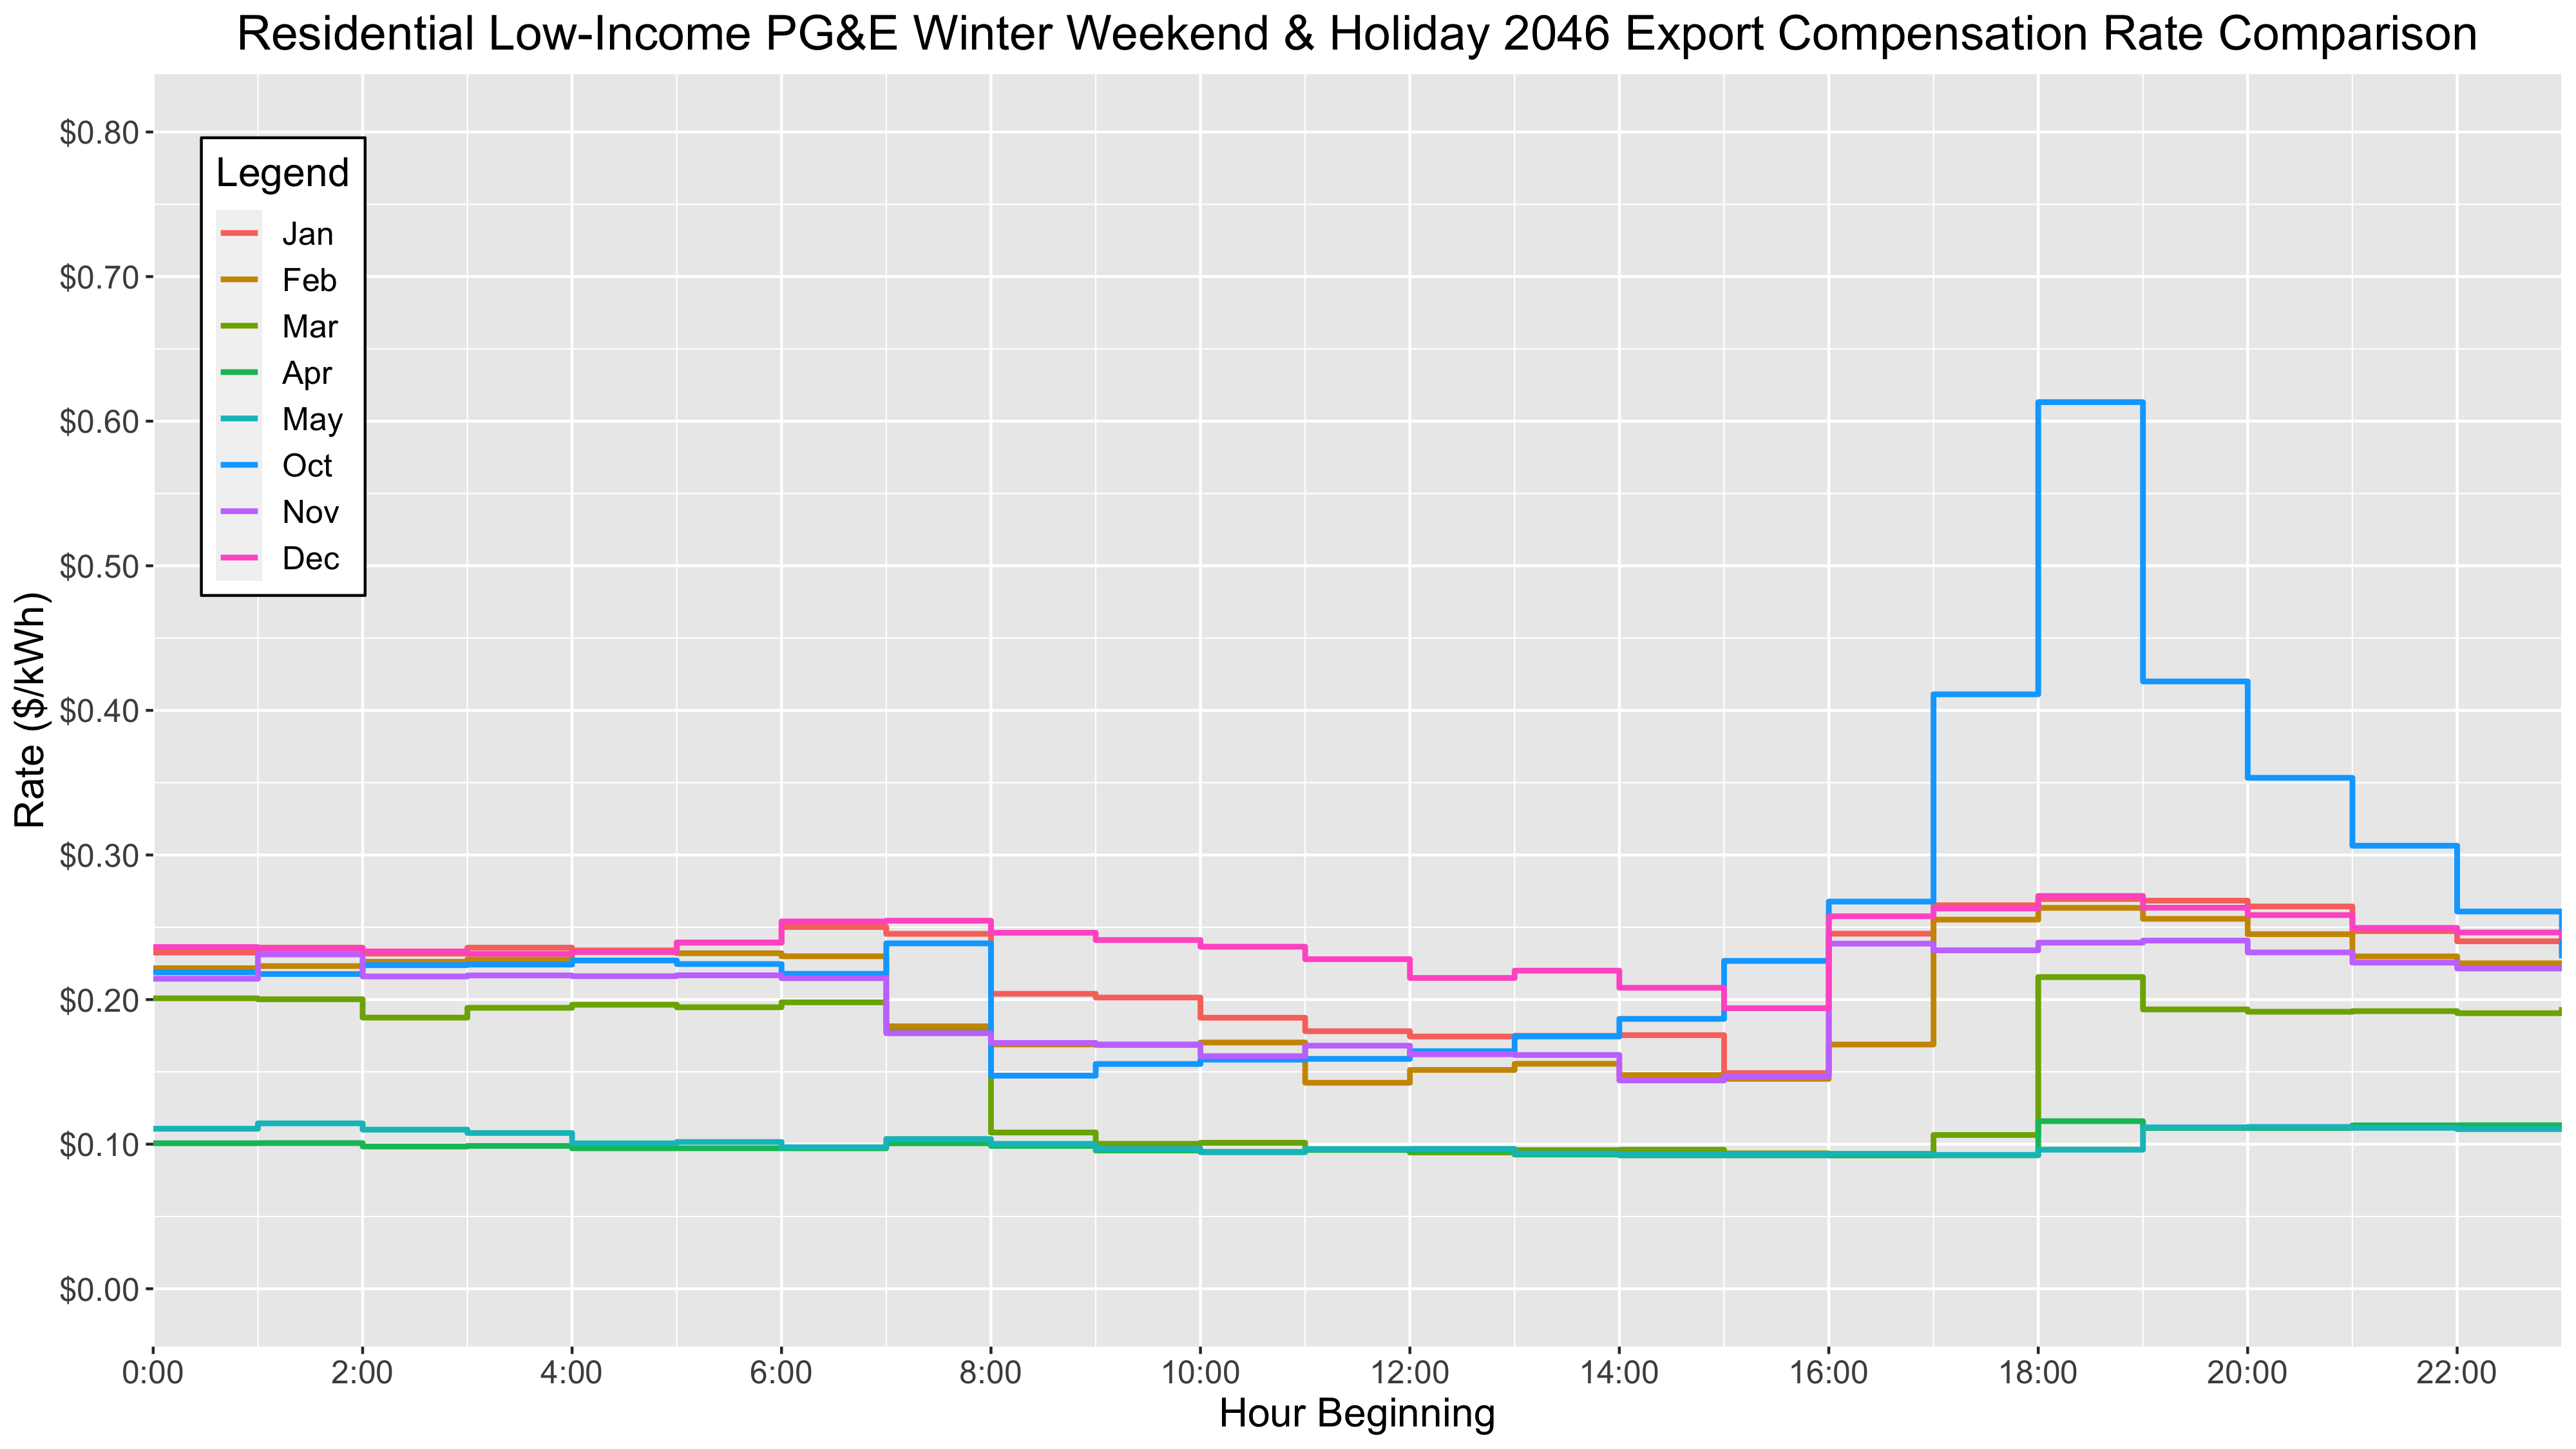 Residential Low-Income PG&E Winter Weekend & Holiday 2046 Export Compensation Rate Comparison
$0.80
$0.70
$0.60
$0.50
$0.40
$0.30
$0.20
$0.10
$0.00
Rate ($/kWh)
Legend
Jan
Feb
Mar
Apr
May
Oct
Nov
Dec
0:00 2:00 4:00 6:00 8:00 10:00 12:00 14:00 16:00 18:00 20:00 22:00
Hour Beginning